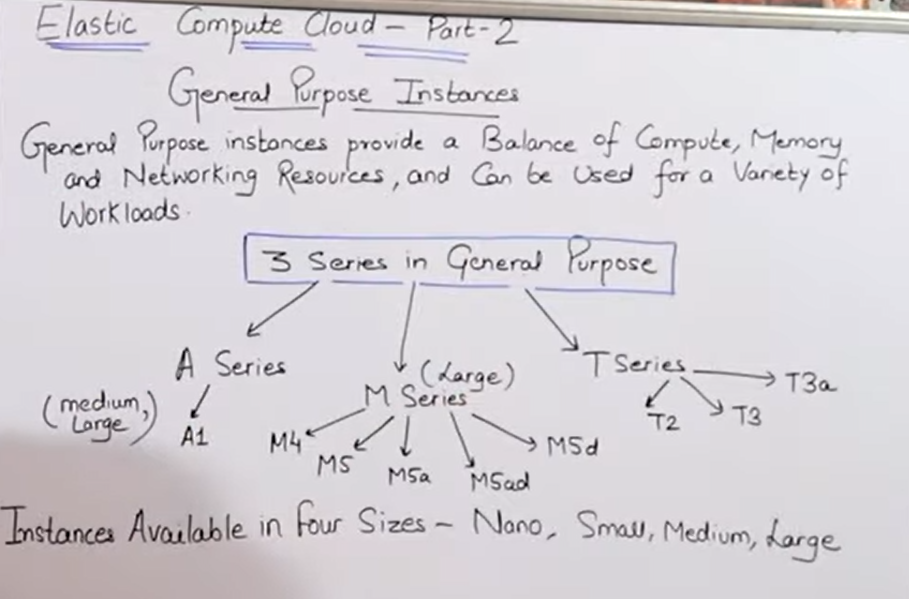 Elastic Compute Cloud - Part-2
General Purpose Instances
General Purpose instances provide a Balance of Compute, Memory
and Networking Resources, and Can be Used for a Variety of
Workloads.
3 Series in General Purpose
A Series
(medium,
Large)
A1
(Large)
M Series
M4
M5
M5a
M5ad
M5d
T Series
T2
T3
T3a
Instances Available in Four Sizes - Nano, Small, Medium, Large